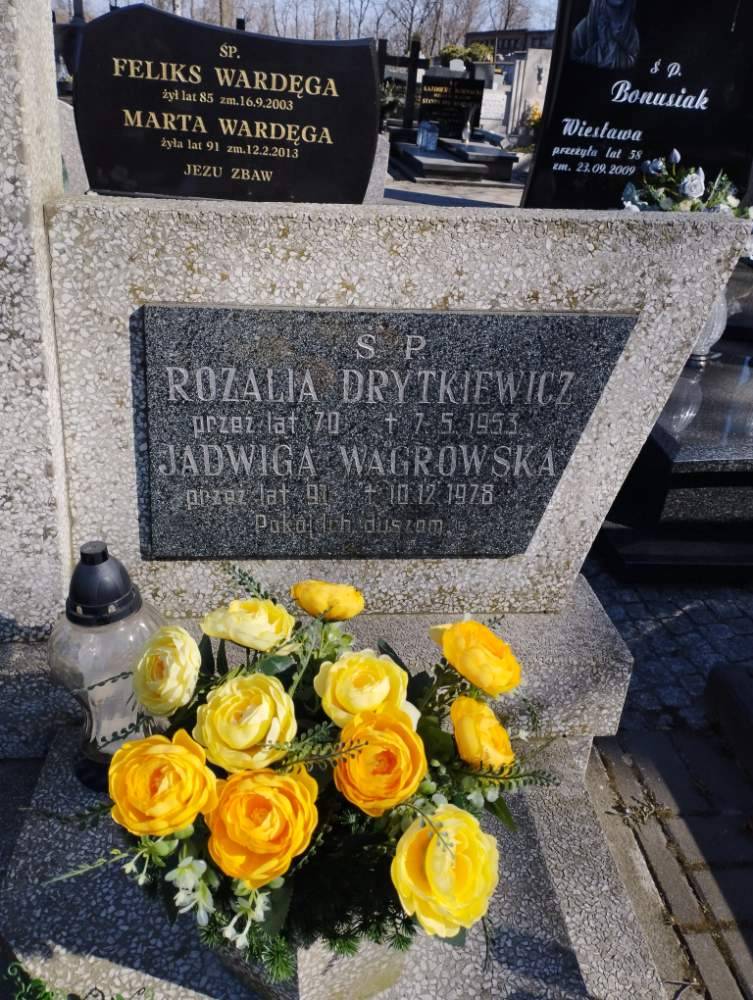 ŚP.
FELIKS WARDĘGA
żył lat 85 zm.16.9.2003
MARTA WARDĘGA
żyła lat 91 zm.12.2.2013
JEZU ZBAW
Ś P.
Bonusiak
Wiesława
przeżyła lat 58
zm. 23.09.2009
S P.
ROZALIA DRYTKIEWICZ
przez lat 70 † 7.5.1953
JADWIGA WAGROWSKA
przez lat 91 † 10.12.1978
Pokój Ich duszom